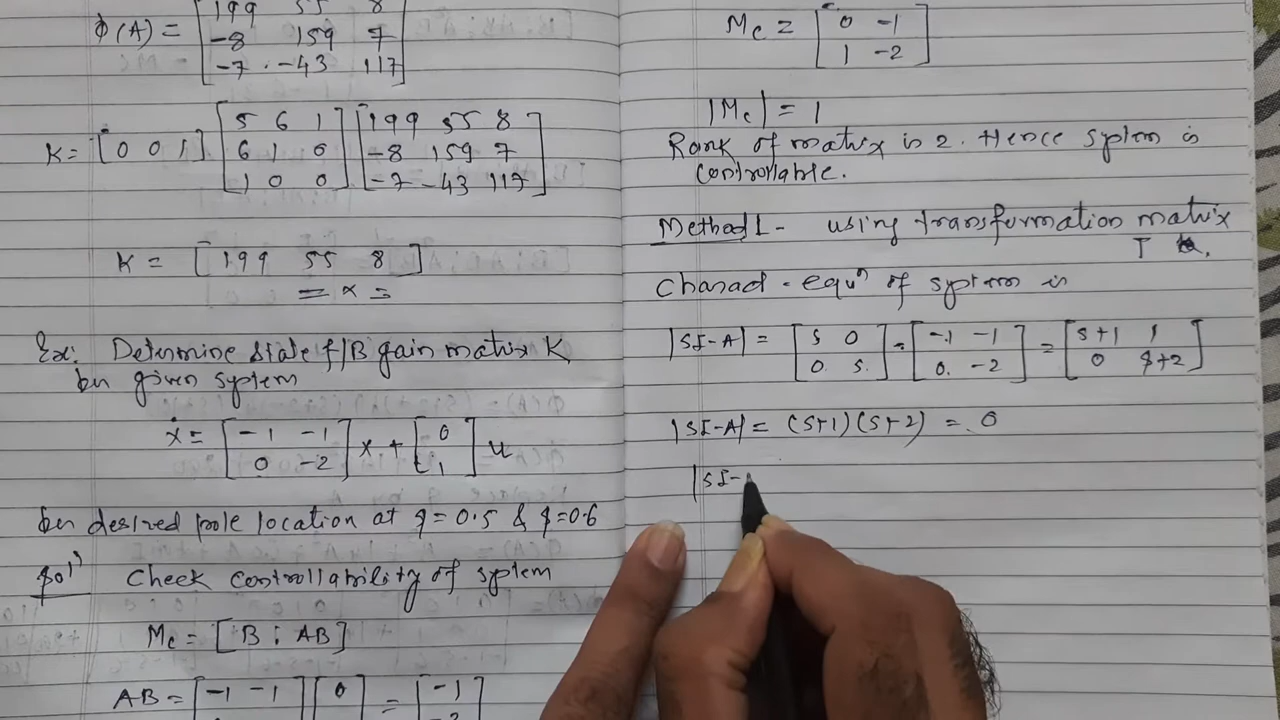 ϕ(A) = [199 55 8
-8 159 7
-7 -43 117]
K = [0 0 1] [5 6 1 [199 55 8
6 1 0 -8 159 7
1 0 0] -7 -43 117]
K = [199 55 8]
= x =
Ex: Determine state f/B gain matrix K
for given system
ẋ = [-1 -1 x + [0 u
0 -2] 1]
for desired pole location at s = 0.5 & s = 0.6
Sol^n Check controllability of system
Mc = [B : AB]
AB = [-1 -1 [0 = [-1
Mc = [0 -1
1 -2]
|Mc| = 1
Rank of matrix is 2. Hence system is
controllable.
Method 1 - using transformation matrix
T
Charact. equ^n of system is
|SI-A| = [s 0 - [-1 -1 = [s+1 1
0 s] 0 -2] 0 s+2]
|SI-A| = (s+1)(s+2) = 0
|SI-